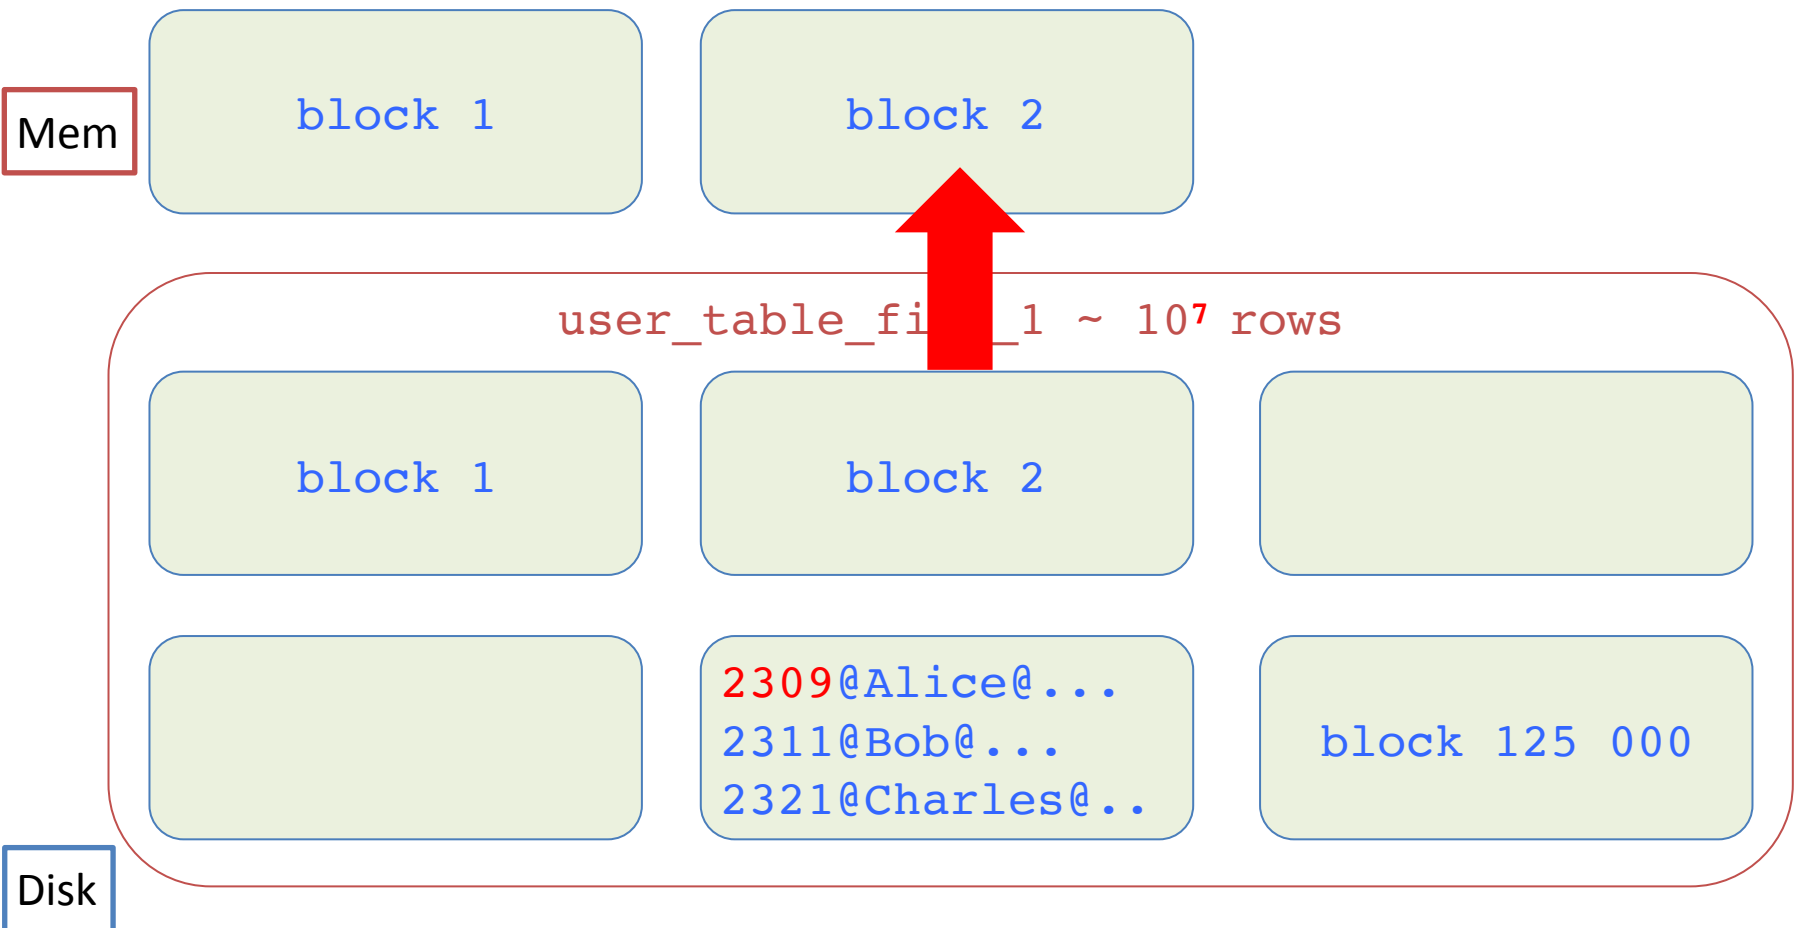 Mem
block 1
block 2
user_table_fi _1 ~ 10⁷ rows
block 1
block 2
2309@Alice@...
2311@Bob@...
2321@Charles@..
block 125 000
Disk